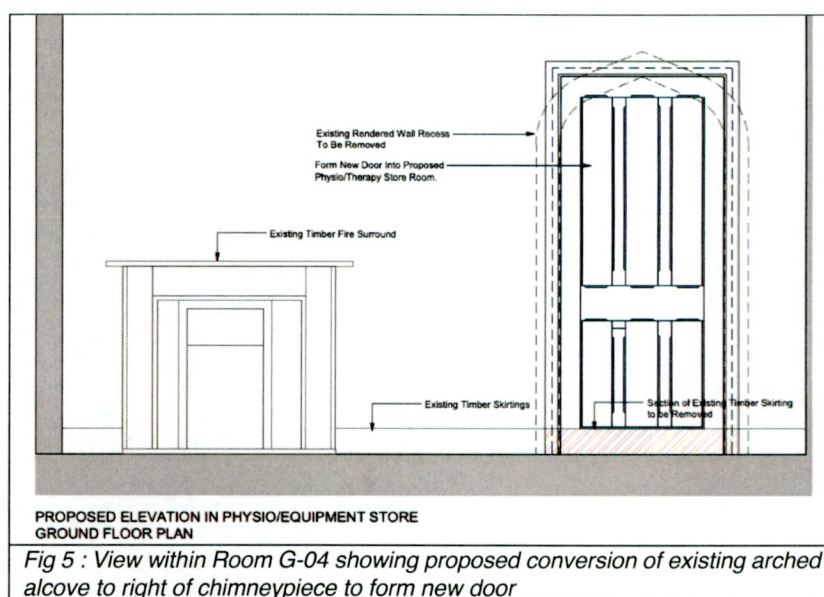 Existing Rendered Wall Recess
To Be Removed
Form New Door Into Proposed
Physio/Therapy Store Room.
Existing Timber Fire Surround
Existing Timber Skirtings
Section of Existing Timber Skirting
to be Removed
PROPOSED ELEVATION IN PHYSIO/EQUIPMENT STORE
GROUND FLOOR PLAN
Fig 5 : View within Room G-04 showing proposed conversion of existing arched
alcove to right of chimneypiece to form new door